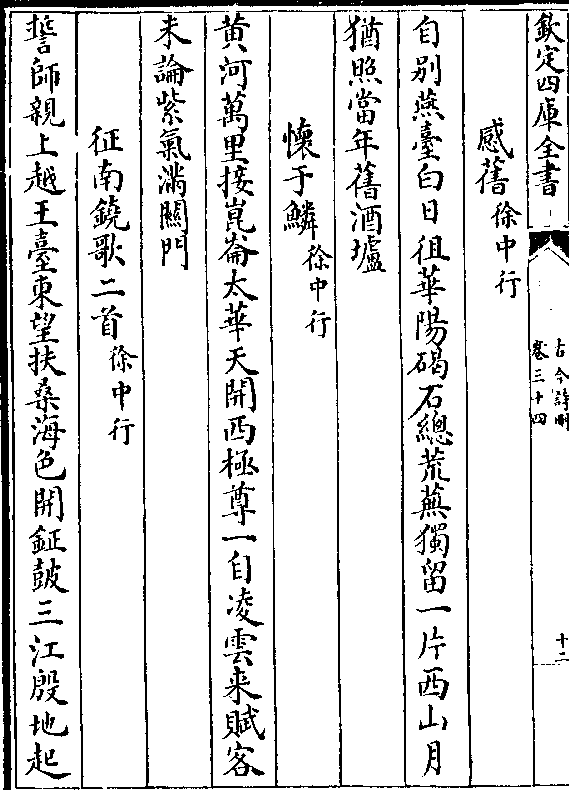 欽定四庫全書
古今詩刪
卷三十四
十二
感舊徐中行
自别燕臺白日徂華陽碣石總荒蕪獨留一片西山月
猶照當年舊酒壚
懷于鱗徐中行
黄河萬里接崑崙太華天開西極尊一自凌雲来賦客
未論紫氣滿關門
征南鐃歌二首徐中行
誓師親上越王臺東望扶桑海色開鉦鼓三江殷地起